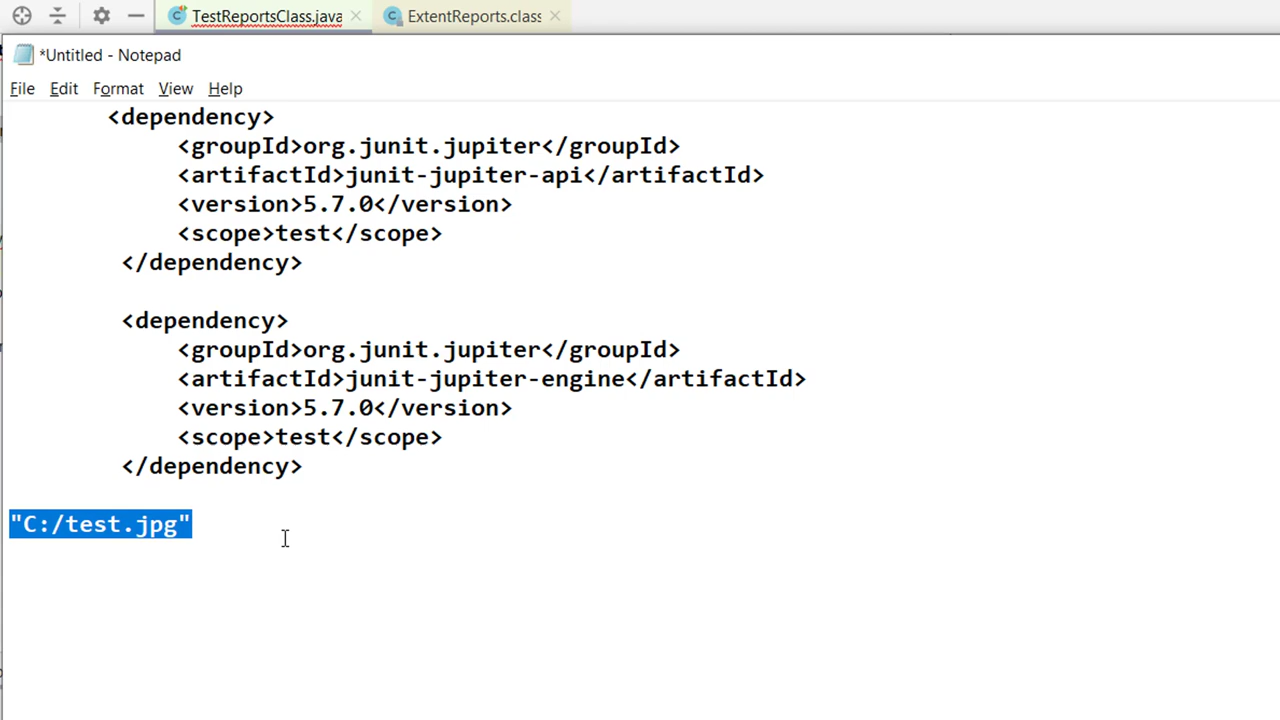 TestReportsClass.java ExtentReports.class
*Untitled - Notepad
File Edit Format View Help
<dependency>
<groupId>org.junit.jupiter</groupId>
<artifactId>junit-jupiter-api</artifactId>
<version>5.7.0</version>
<scope>test</scope>
</dependency>
<dependency>
<groupId>org.junit.jupiter</groupId>
<artifactId>junit-jupiter-engine</artifactId>
<version>5.7.0</version>
<scope>test</scope>
</dependency>
"C:/test.jpg"